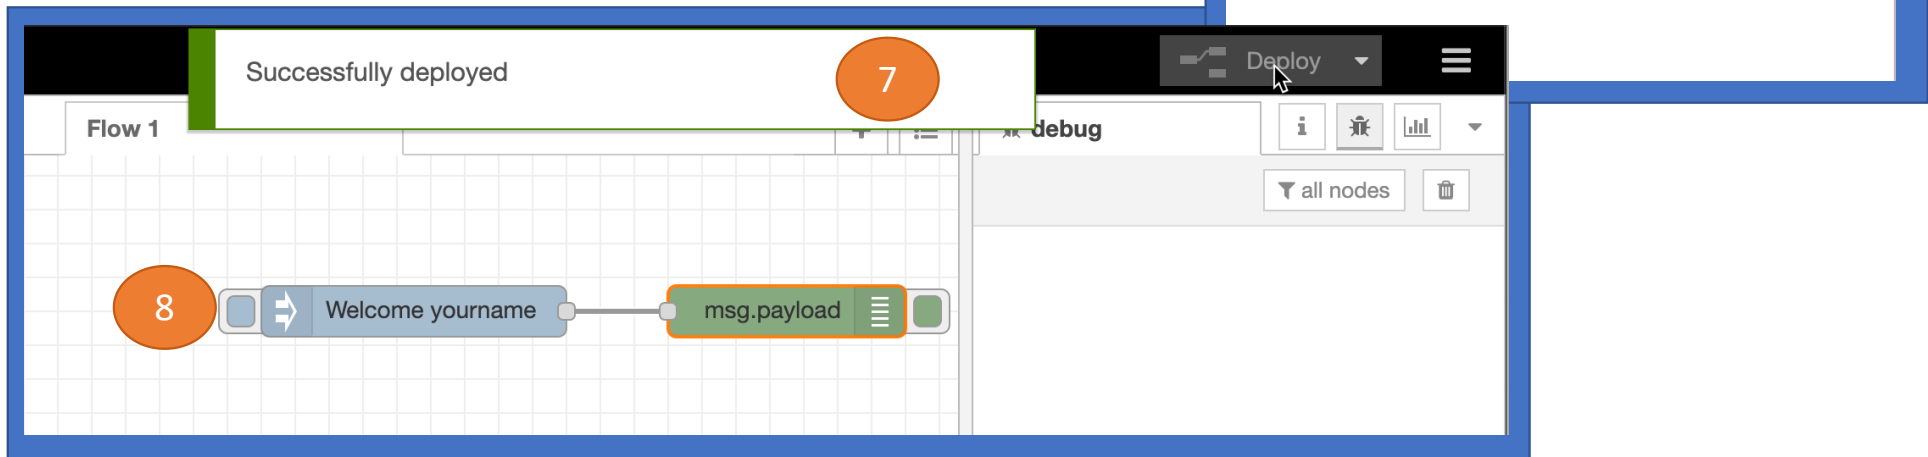 Successfully deployed
7
Deploy
Flow 1
debug
all nodes
8
Welcome yourname
msg.payload